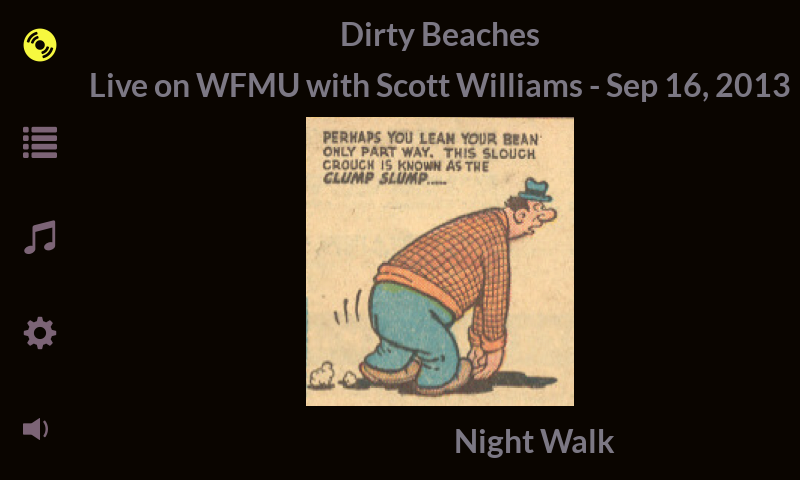 Dirty Beaches
Live on WFMU with Scott Williams - Sep 16, 2013
PERHAPS YOU LEAN YOUR BEAN
ONLY PART WAY. THIS SLOUCH
CROUCH IS KNOWN AS THE
CLUMP SLUMP.....
Night Walk